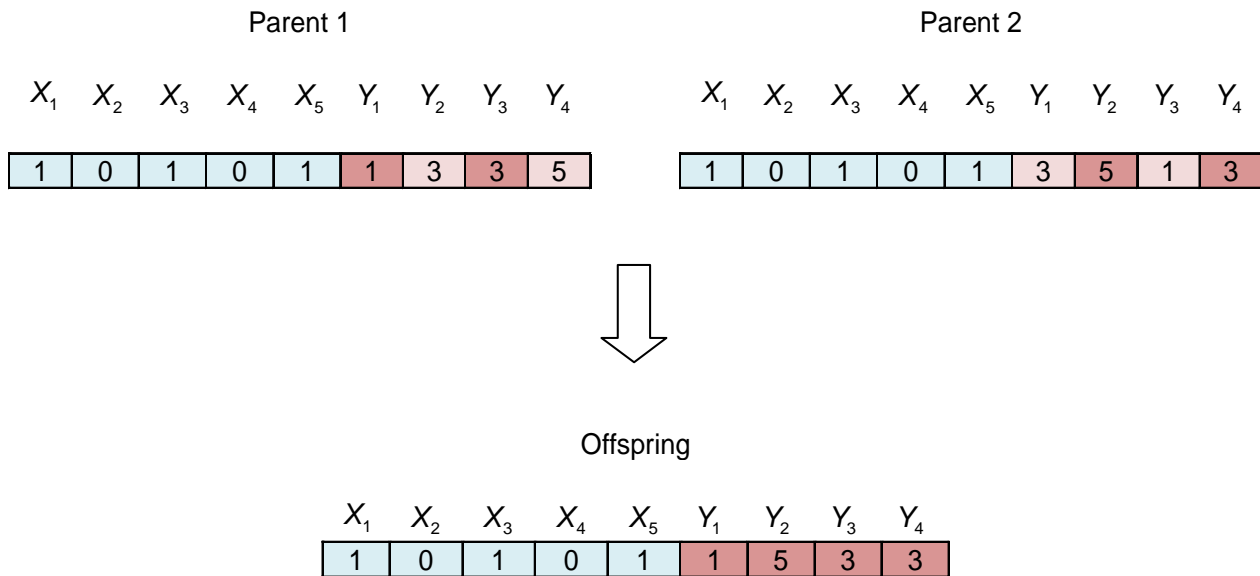 Parent 1 Parent 2
X₁ X₂ X₃ X₄ X₅ Y₁ Y₂ Y₃ Y₄ X₁ X₂ X₃ X₄ X₅ Y₁ Y₂ Y₃ Y₄
1 0 1 0 1 1 3 3 5 1 0 1 0 1 3 5 1 3
Offspring
X₁ X₂ X₃ X₄ X₅ Y₁ Y₂ Y₃ Y₄
1 0 1 0 1 1 5 3 3